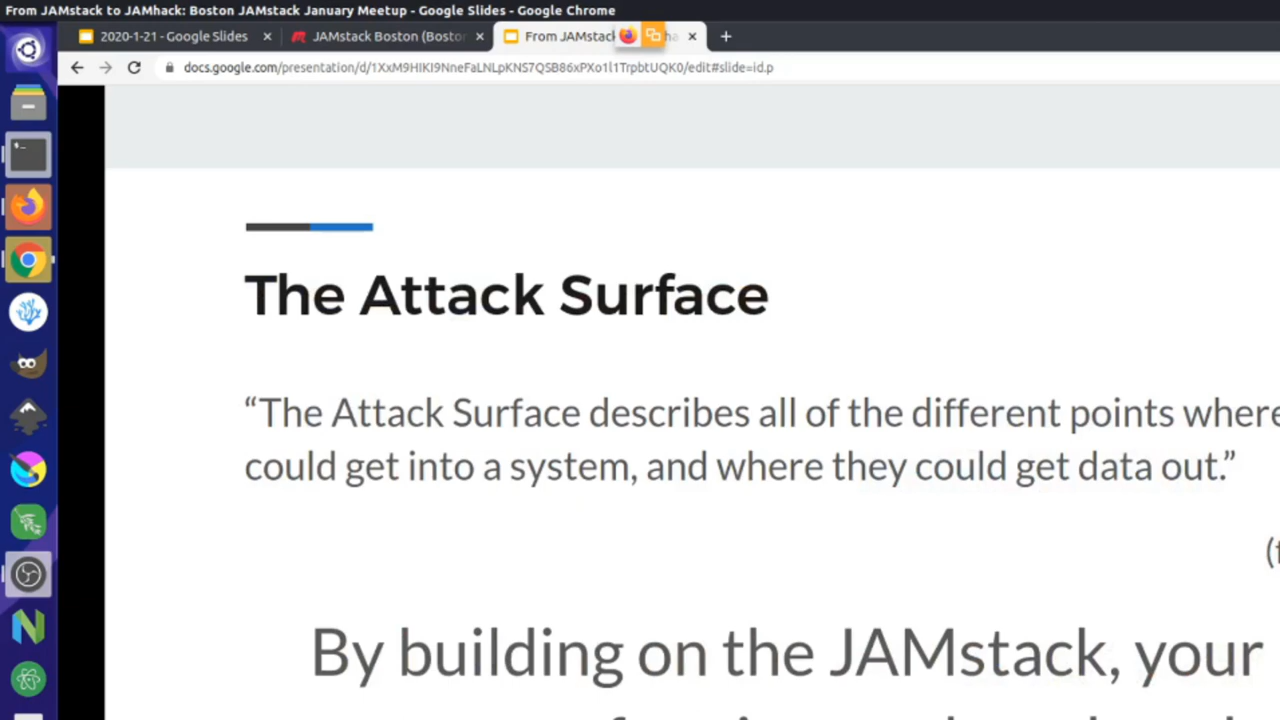 From JAMstack to JAMhack: Boston JAMstack January Meetup - Google Slides - Google Chrome
2020-1-21 - Google Slides
JAMstack Boston (Bosto
From JAMstac
docs.google.com/presentation/d/1XxM9HIKI9NneFaLNLpKNS7QSB86xPXo1l1TrpbtUQK0/edit#slide=id.p
The Attack Surface
“The Attack Surface describes all of the different points where
could get into a system, and where they could get data out.”
By building on the JAMstack, your